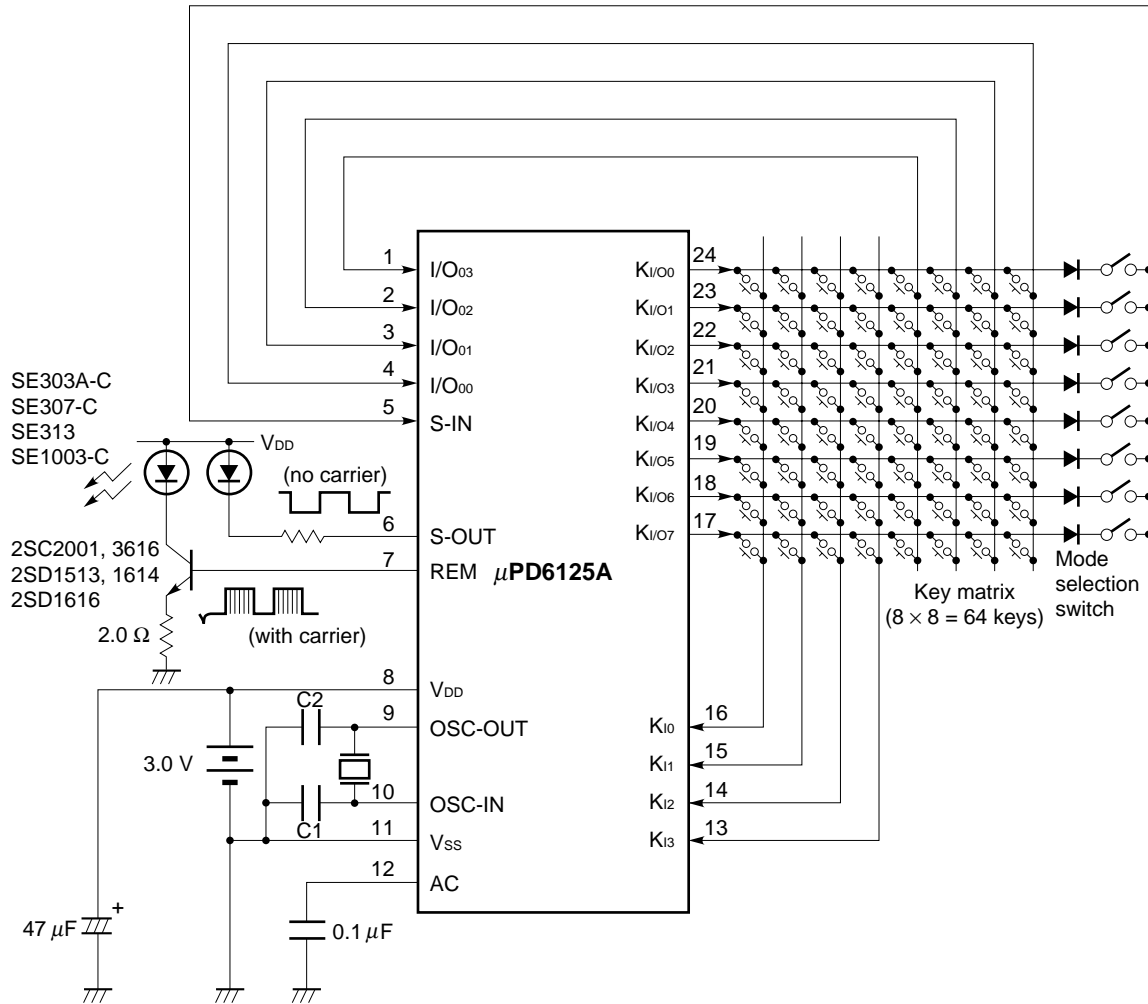 1
I/O03
2
I/O02
3
I/O01
4
I/O00
5
S-IN
6
S-OUT
7
REM
µPD6125A
8
VDD
9
OSC-OUT
10
OSC-IN
11
VSS
12
AC
24
KI/O0
23
KI/O1
22
KI/O2
21
KI/O3
20
KI/O4
19
KI/O5
18
KI/O6
17
KI/O7
16
KI0
15
KI1
14
KI2
13
KI3
SE303A-C
SE307-C
SE313
SE1003-C
VDD
(no carrier)
2SC2001, 3616
2SD1513, 1614
2SD1616
2.0 Ω
(with carrier)
C2
3.0 V
C1
+
47 µF
0.1 µF
Key matrix
(8 × 8 = 64 keys)
Mode
selection
switch